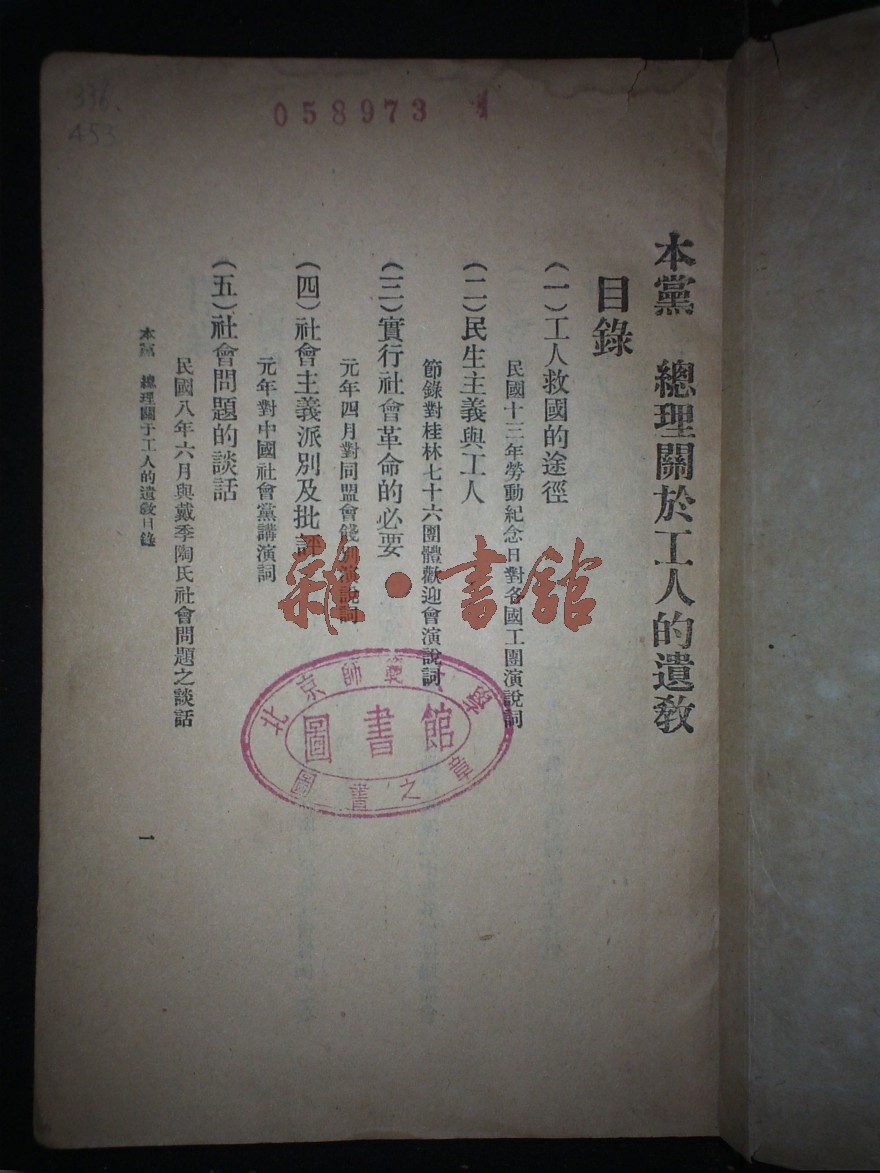 336.
453
058973
本黨　總理關於工人的遺教
目錄
(一)工人救國的途徑
民國十三年勞動紀念日對各國工團演說詞
(二)民生主義與工人
節錄對桂林七十六團體歡迎會演說詞
(三)實行社會革命的必要
元年四月對同盟會餞別演說詞
(四)社會主義派別及批評
元年對中國社會黨講演詞
(五)社會問題的談話
民國八年六月與戴季陶氏社會問題之談話
本黨　總理關于工人的遺教目錄
一
雜·書館
北京師範
圖書館
圖書之章